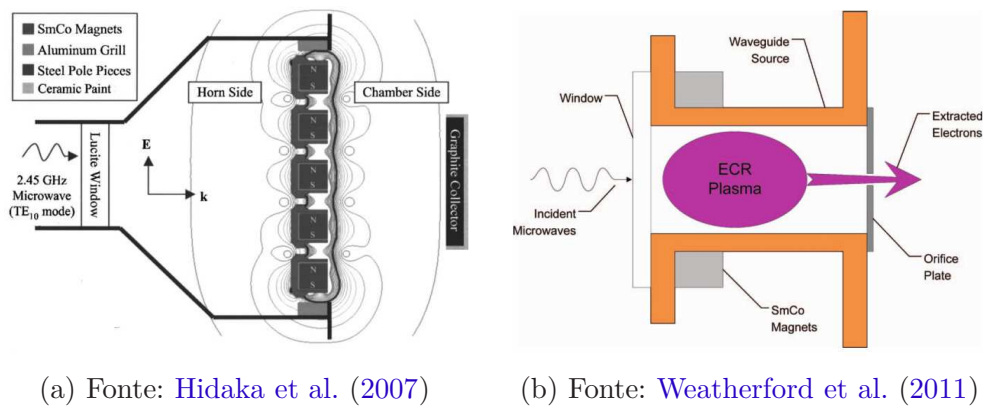 SmCo Magnets
Aluminum Grill
Steel Pole Pieces
Ceramic Paint
Horn Side
Chamber Side
Lucite Window
E
k
2.45 GHz
Microwave
(TE10 mode)
N
S
N
S
N
S
N
S
N
S
Graphite Collector
Waveguide
Source
Window
Extracted
Electrons
ECR
Plasma
Incident
Microwaves
Orifice
Plate
SmCo
Magnets
(a) Fonte: Hidaka et al. (2007)
(b) Fonte: Weatherford et al. (2011)